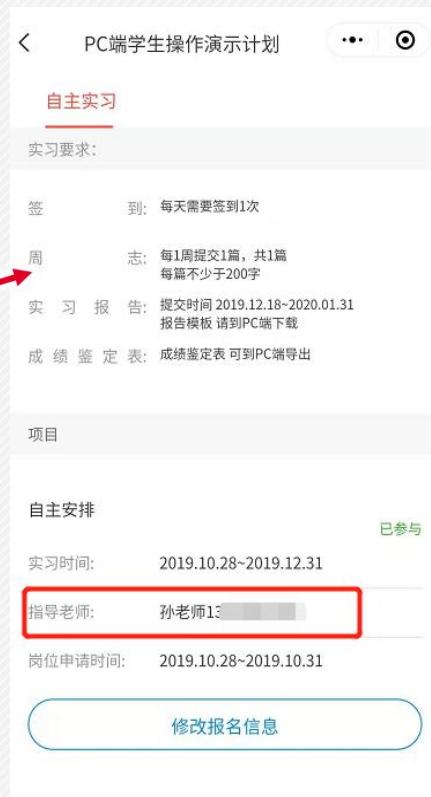 PC端学生操作演示计划
自主实习
实习要求:
签到: 每天需要签到1次
周志: 每1周提交1篇，共1篇
每篇不少于200字
实习报告: 提交时间 2019.12.18~2020.01.31
报告模板 请到PC端下载
成绩鉴定表: 成绩鉴定表 可到PC端导出
项目
自主安排
已参与
实习时间: 2019.10.28~2019.12.31
指导老师: 孙老师13
岗位申请时间: 2019.10.28~2019.10.31
修改报名信息